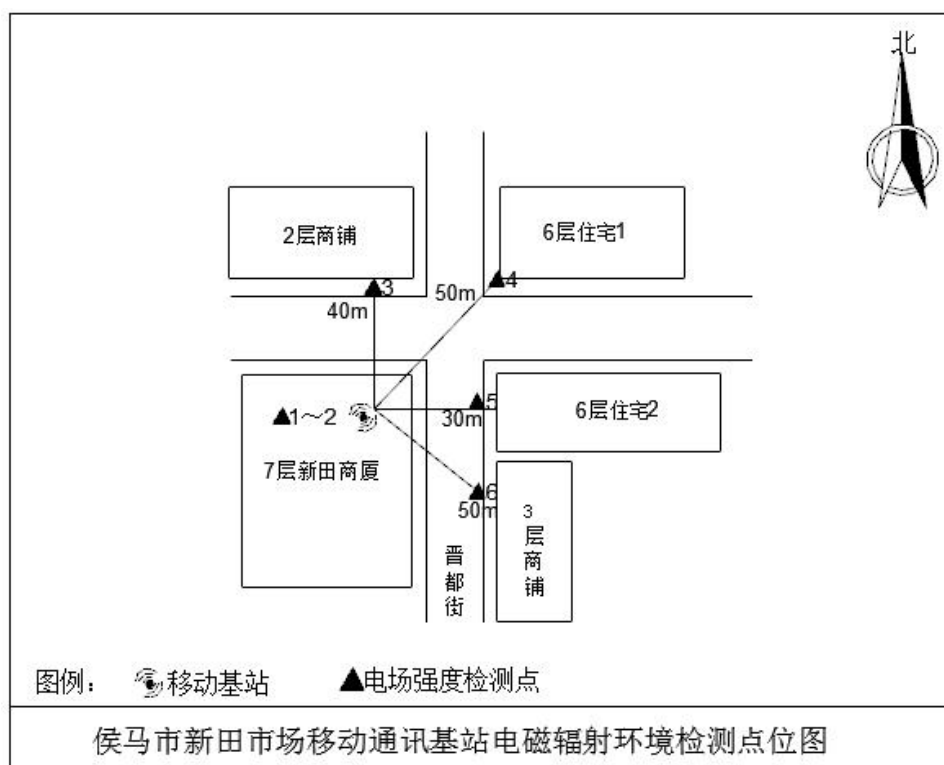 北
2层商铺
6层住宅1
3
4
50m
40m
1～2
5
30m
6层住宅2
7层新田商厦
6
50m
3层商铺
晋都街
图例：
移动基站
电场强度检测点
侯马市新田市场移动通讯基站电磁辐射环境检测点位图